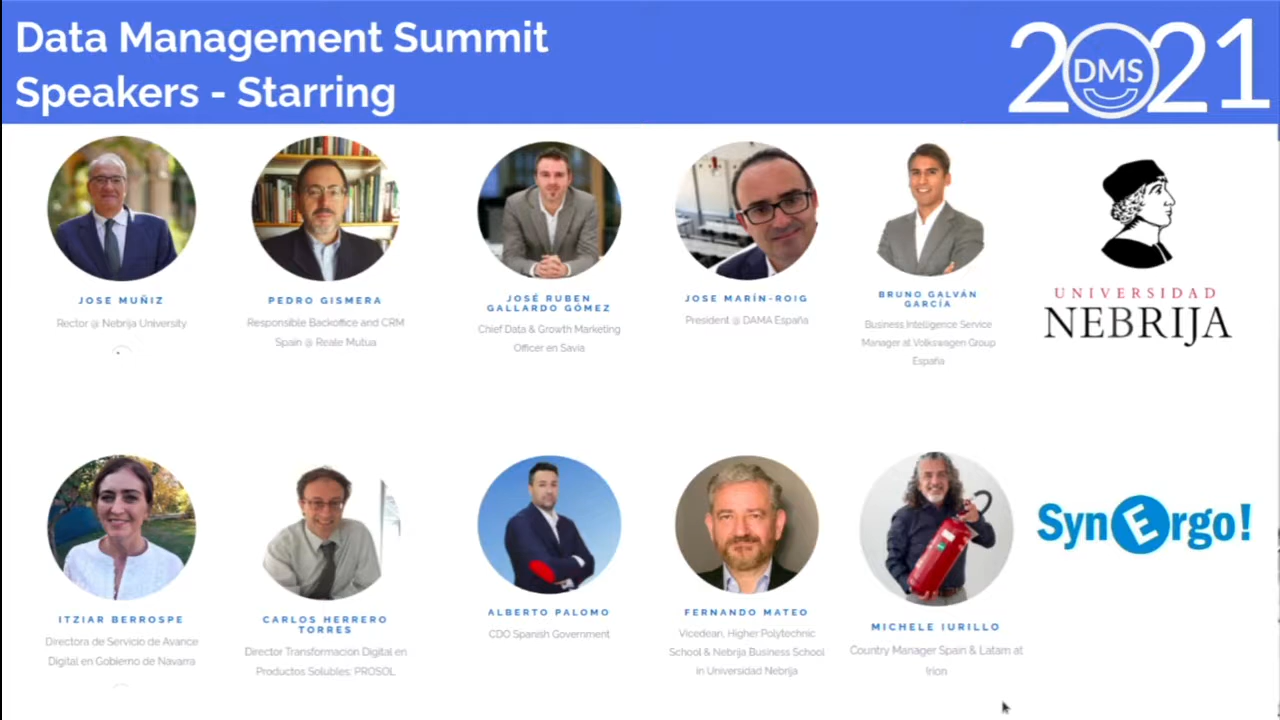 Data Management Summit
Speakers - Starring
2021
DMS
JOSE MUÑIZ
Rector @ Nebrija University
PEDRO GISMERA
Responsible Backoffice and CRM
Spain @ Reale Mutua
JOSÉ RUBEN
GALLARDO GÓMEZ
Chief Data & Growth Marketing
Officer en Savia
JOSE MARÍN-ROIG
President @ DAMA España
BRUNO GALVÁN
GARCÍA
Business Intelligence Service
Manager at Volkswagen Group
España
UNIVERSIDAD
NEBRIJA
ITZIAR BERROSPE
Directora de Servicio de Avance
Digital en Gobierno de Navarra
CARLOS HERRERO
TORRES
Director Transformacion Digital en
Productos Solubles: PROSOL
ALBERTO PALOMO
CDO Spanish Government
FERNANDO MATEO
Vicedean, Higher Polytechnic
School & Nebrija Business School
in Universidad Nebrija
MICHELE IURILLO
Country Manager Spain & Latam at
Irion
SynErgo!